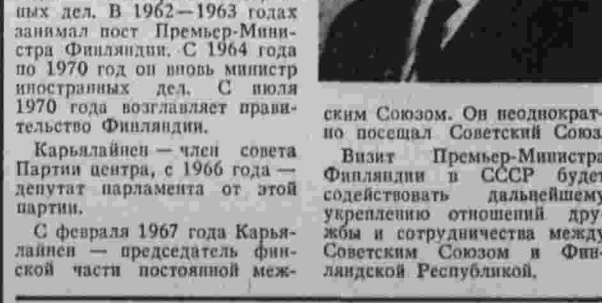 ных дел. В 1962—1963 годах
занимал пост Премьер-Мини-
стра Финляндии. С 1964 года
по 1970 год он вновь министр
иностранных дел. С июля
1970 года возглавляет прави-
тельство Финляндии.
Карьялайнен — член совета
Партии центра, с 1966 года —
депутат парламента от этой
партии.
С февраля 1967 года Карья-
лайнен — председатель фин-
ской части постоянной меж-
ским Союзом. Он неоднократ-
но посещал Советский Союз.
Визит Премьер-Министра
Финляндии в СССР будет
содействовать дальнейшему
укреплению отношений дру-
жбы и сотрудничества между
Советским Союзом и Фин-
ляндской Республикой.